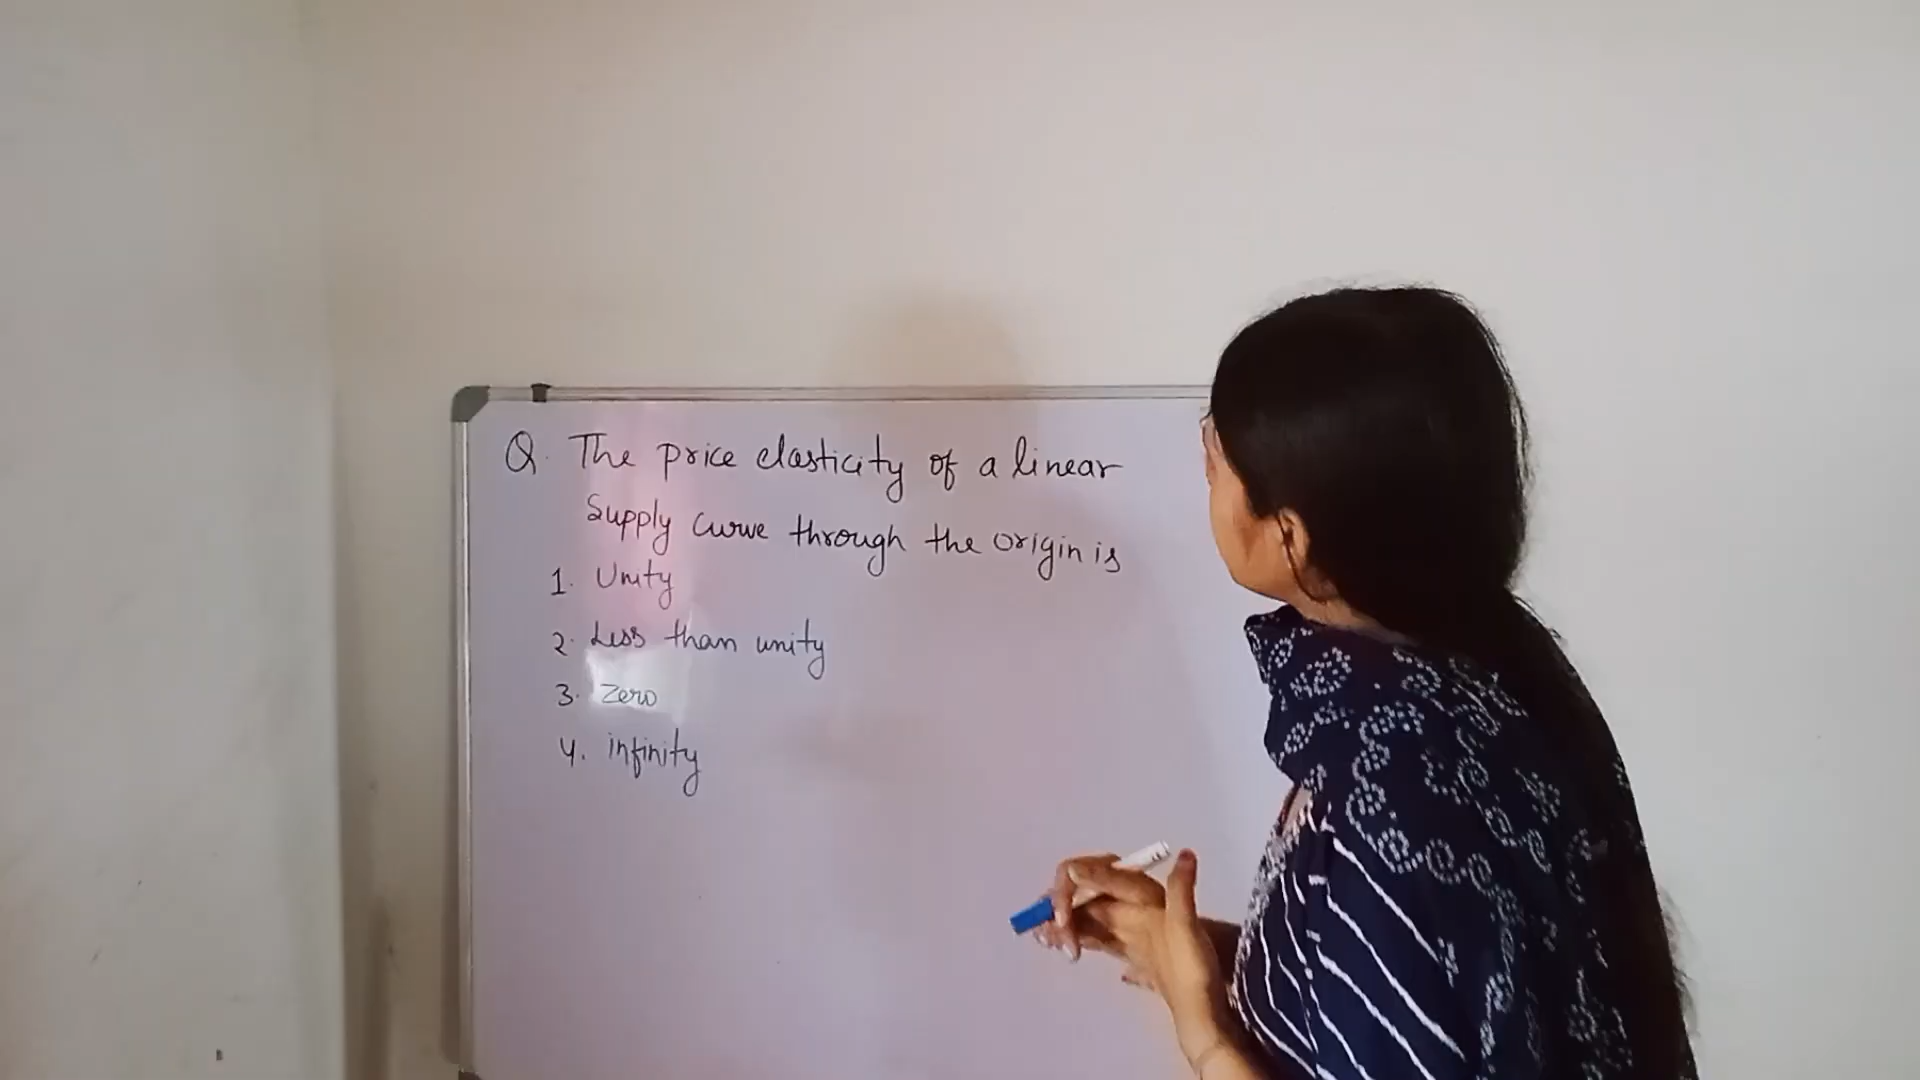 Q. The price elasticity of a linear
Supply curve through the origin is
1. Unity
2. Less than unity
3. Zero
4. infinity